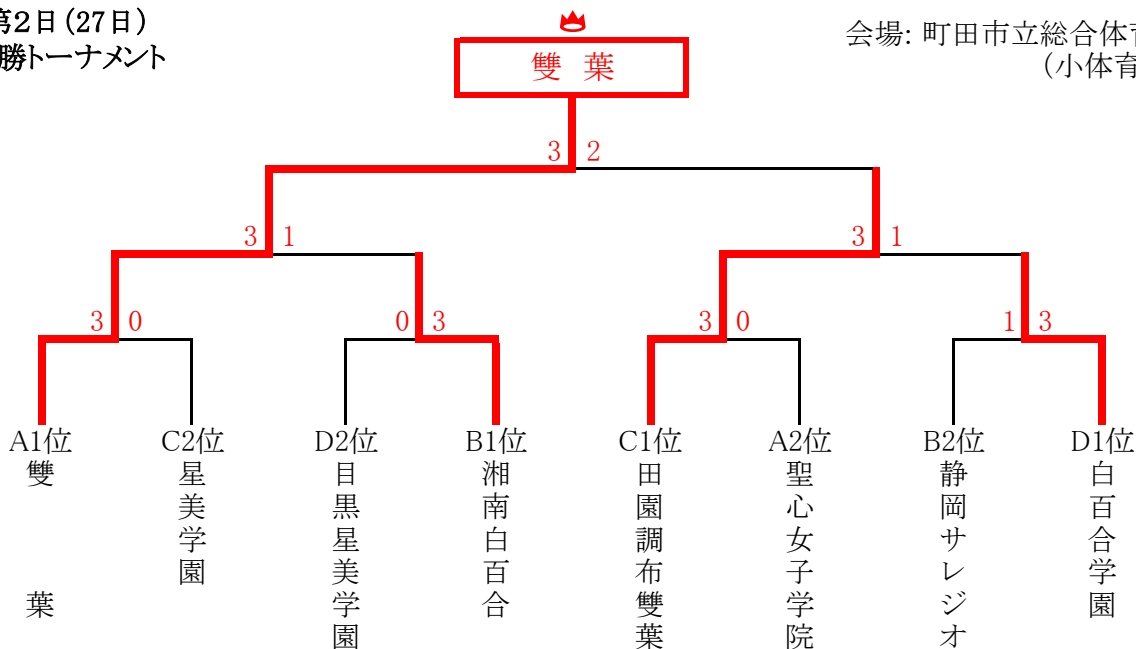 第2日(27日)
勝トーナメント
会場: 町田市立総合体育
(小体育
雙 葉
3 2
3 1
3 1
3 0
0 3
3 0
1 3
A1位
C2位
D2位
B1位
C1位
A2位
B2位
D1位
雙葉
星美学園
目黒星美学園
湘南白百合
田園調布雙葉
聖心女子学院
静岡サレジオ
白百合学園